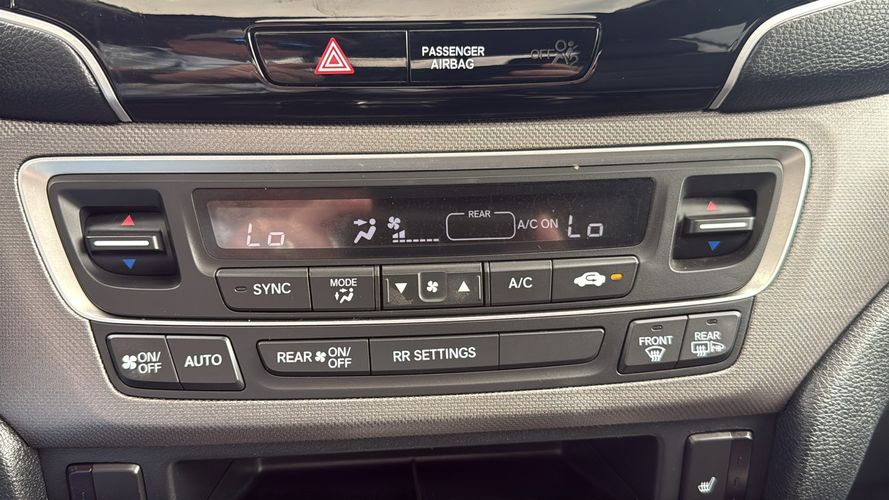 PASSENGER
AIRBAG
OFF
Lo
REAR
A/C ON
Lo
SYNC
MODE
A/C
ON/
OFF
AUTO
REAR ON/
OFF
RR SETTINGS
FRONT
REAR